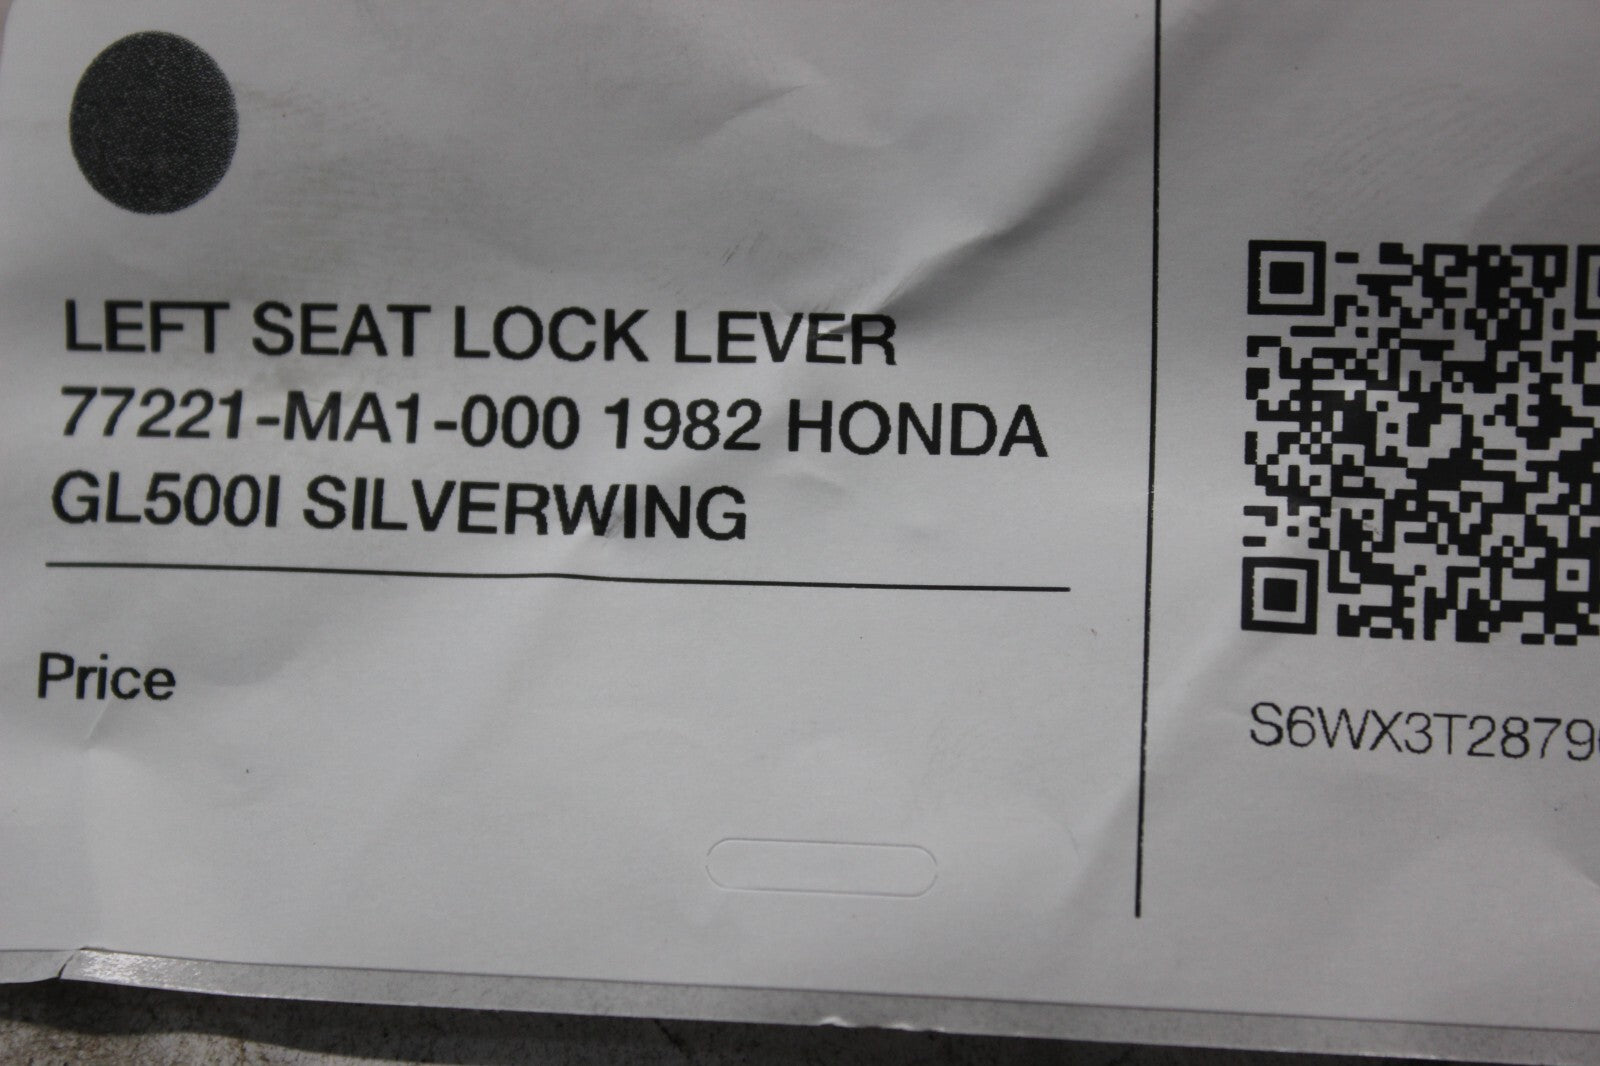 LEFT SEAT LOCK LEVER
77221-MA1-000 1982 HONDA
GL500I SILVERWING
Price
S6WX3T2879